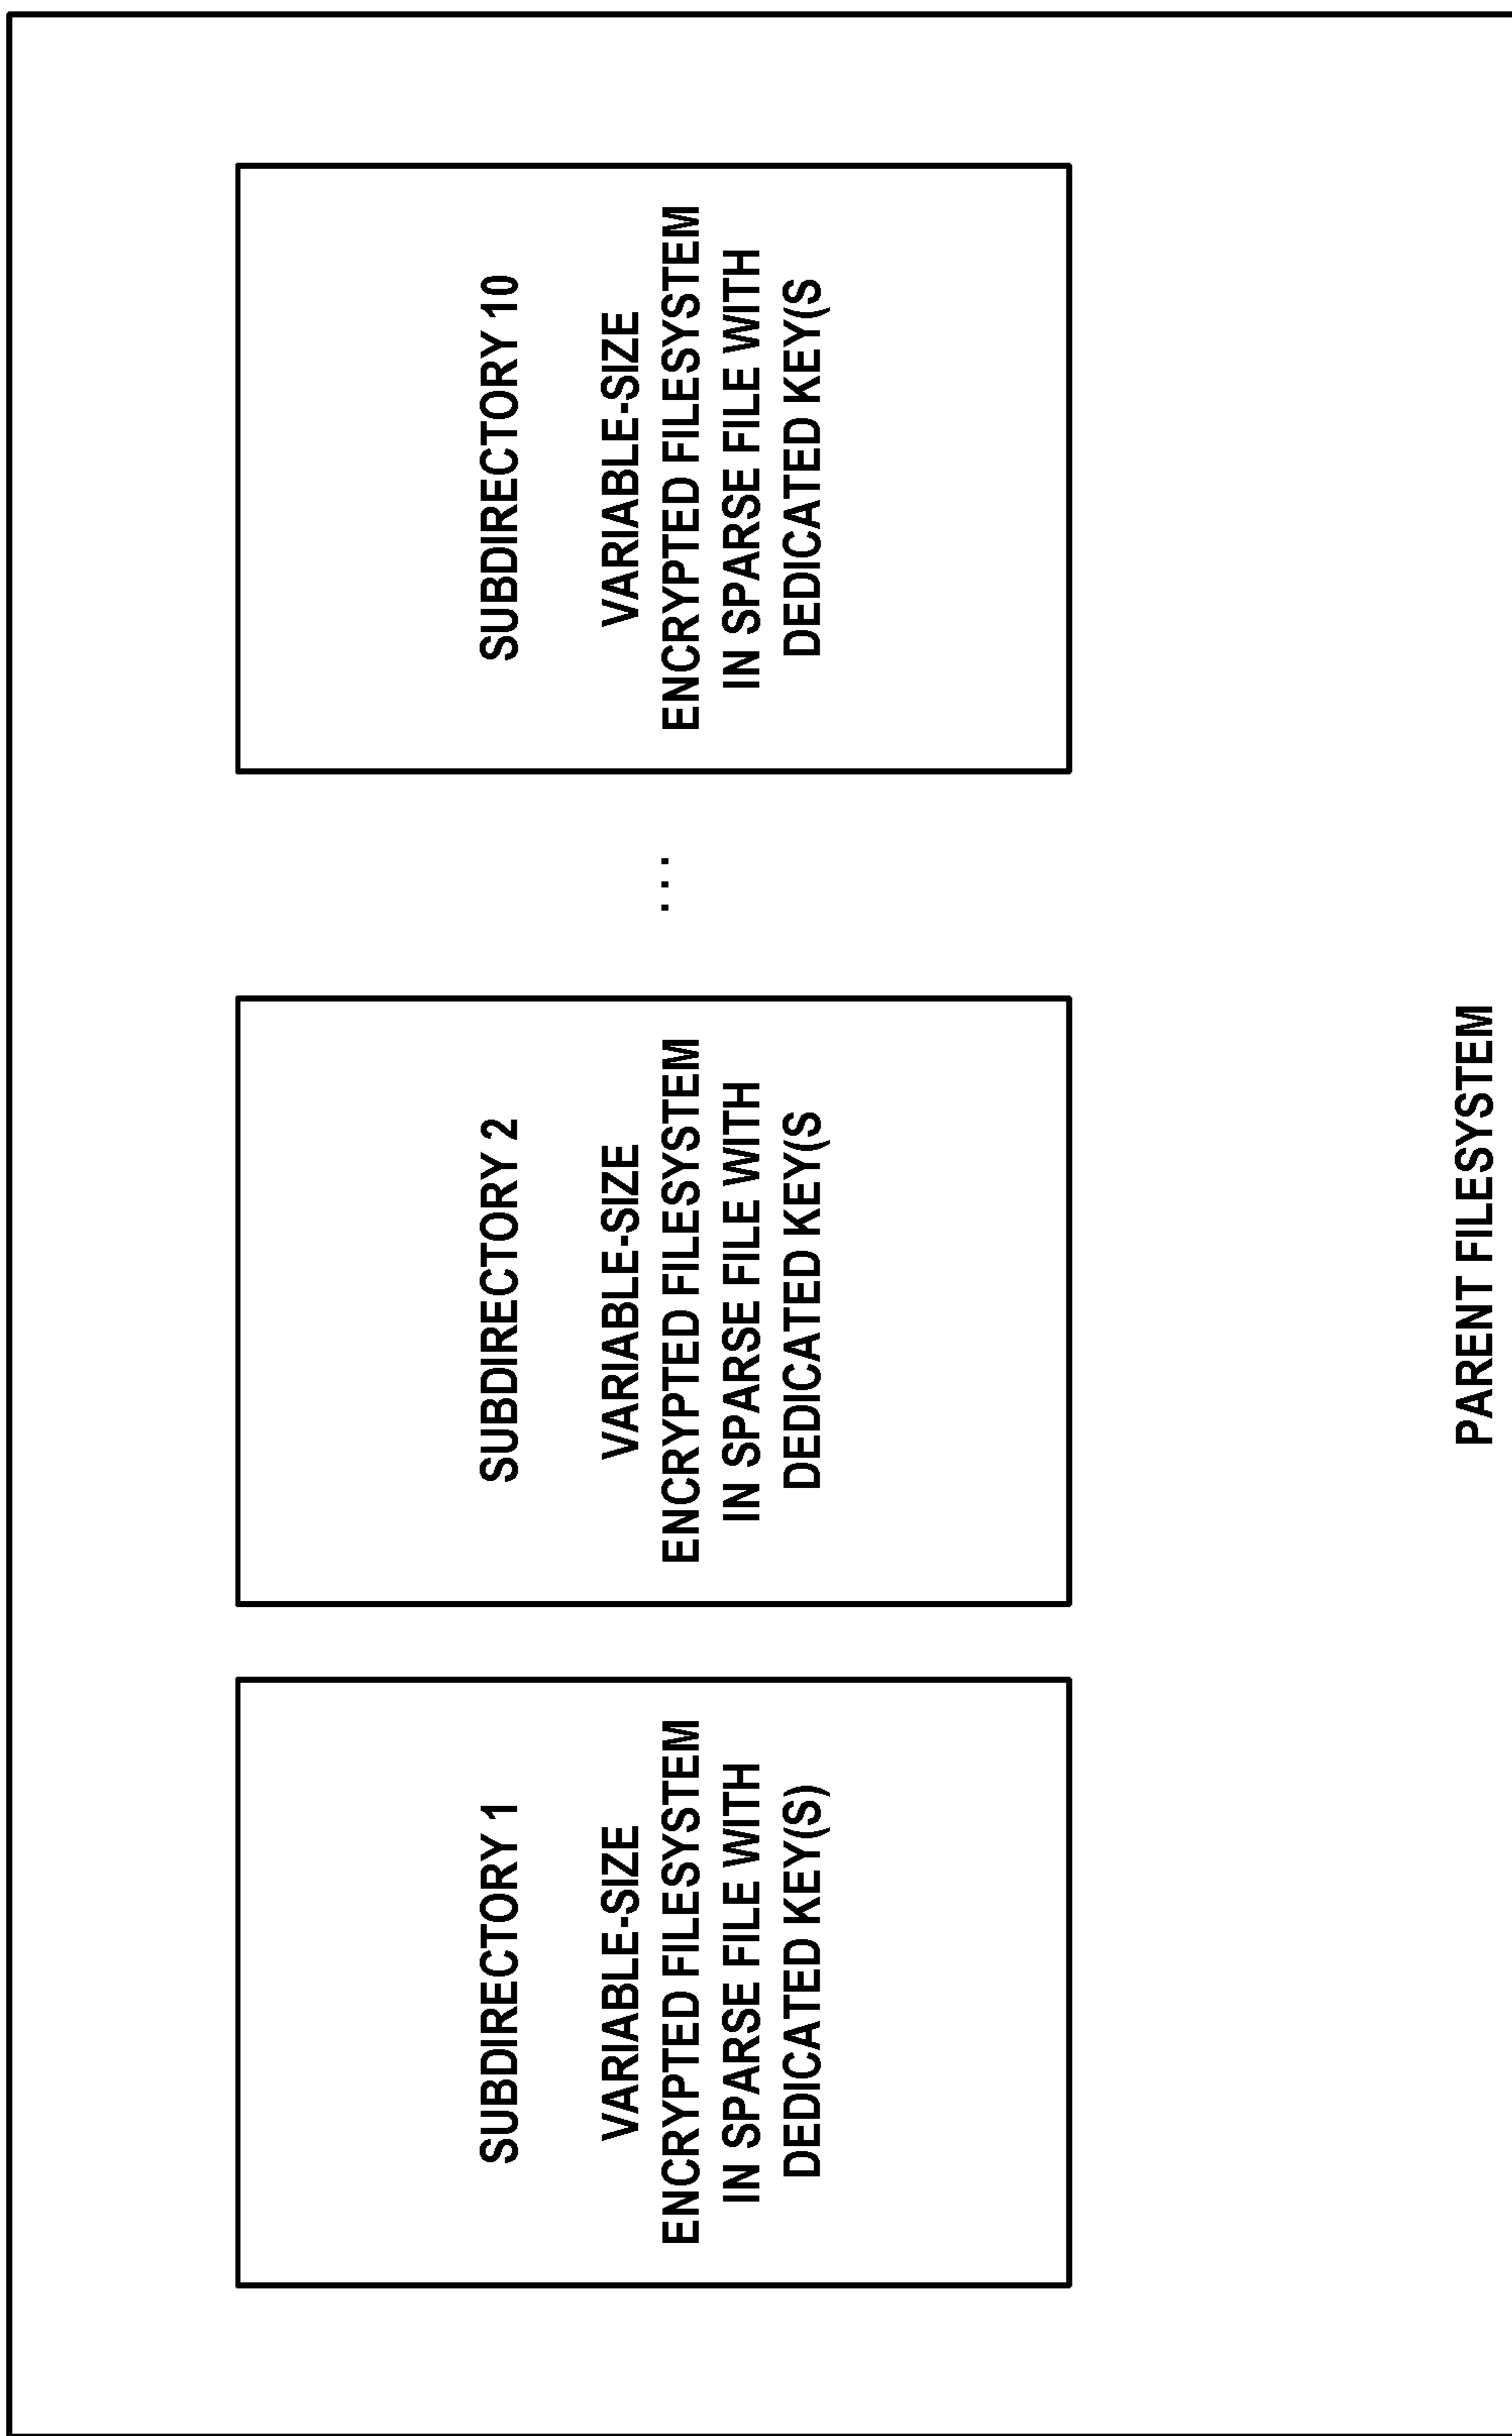 SUBDIRECTORY 1
VARIABLE-SIZE
ENCRYPTED FILESYSTEM
IN SPARSE FILE WITH
DEDICATED KEY(S)
SUBDIRECTORY 2
VARIABLE-SIZE
ENCRYPTED FILESYSTEM
IN SPARSE FILE WITH
DEDICATED KEY(S
. . .
SUBDIRECTORY 10
VARIABLE-SIZE
ENCRYPTED FILESYSTEM
IN SPARSE FILE WITH
DEDICATED KEY(S
PARENT FILESYSTEM